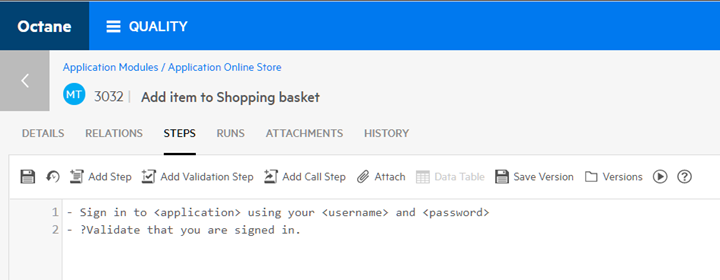 Octane QUALITY
Application Modules / Application Online Store
MT 3032 | Add item to Shopping basket
DETAILS RELATIONS STEPS RUNS ATTACHMENTS HISTORY
Add Step Add Validation Step Add Call Step Attach Data Table Save Version Versions ?
1 - Sign in to <application> using your <username> and <password>
2 - ?Validate that you are signed in.